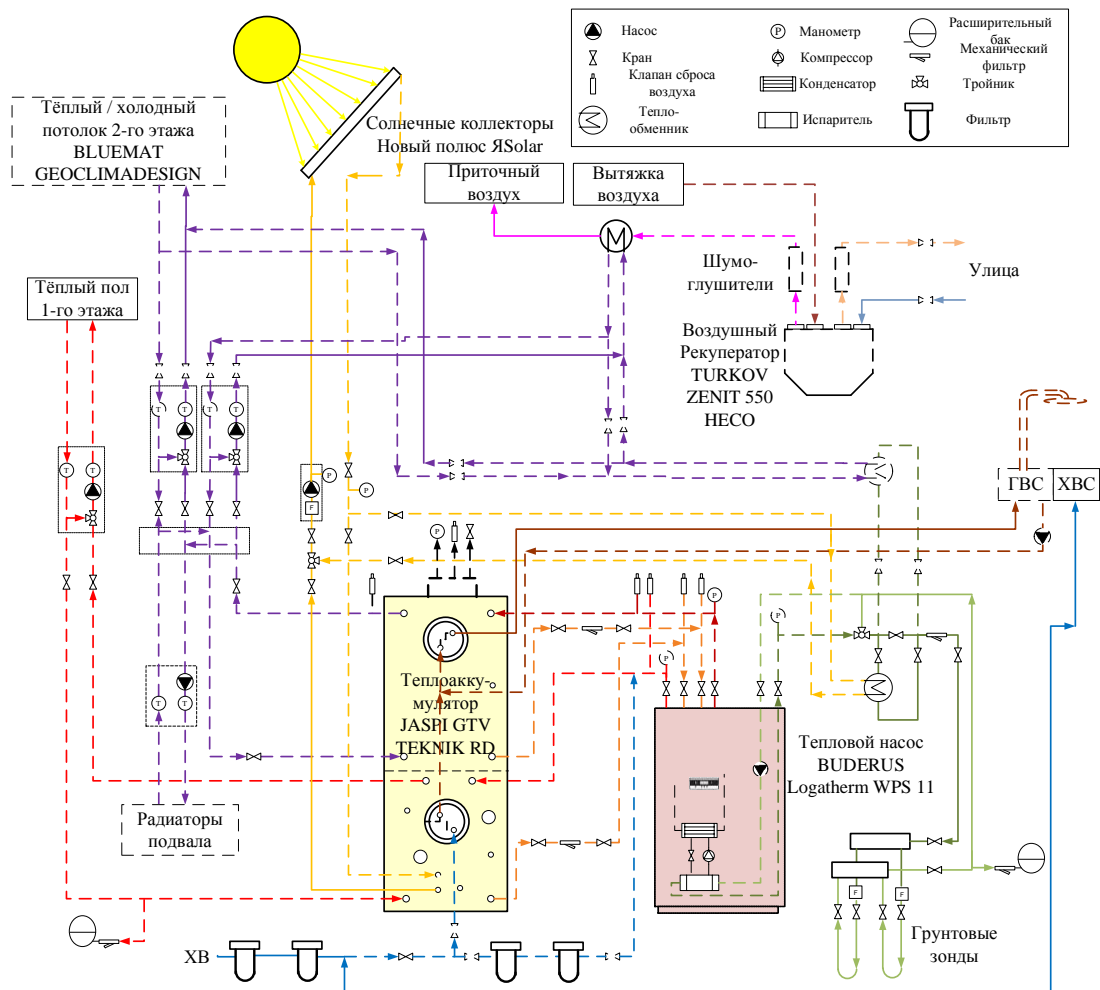 Насос
Кран
Клапан сброса
воздуха
Тепло-
обменник
P
Манометр
Компрессор
Конденсатор
Испаритель
Расширительный
бак
Механический
фильтр
Тройник
Фильтр
Тёплый / холодный
потолок 2-го этажа
BLUEMAT
GEOCLIMADESIGN
Солнечные коллекторы
Новый полюс ЯSolar
Приточный
воздух
Вытяжка
воздуха
Шумо-
глушители
Улица
Тёплый пол
1-го этажа
Воздушный
Рекуператор
TURKOV
ZENIT 550
HECO
T
T
T
T
T
T
P
P
F
ГВС
ХВС
P
P
P
P
Теплоакку-
мулятор
JASPI GTV
TEKNIK RD
T
T
Тепловой насос
BUDERUS
Logatherm WPS 11
Радиаторы
подвала
F
F
Грунтовые
зонды
ХВ